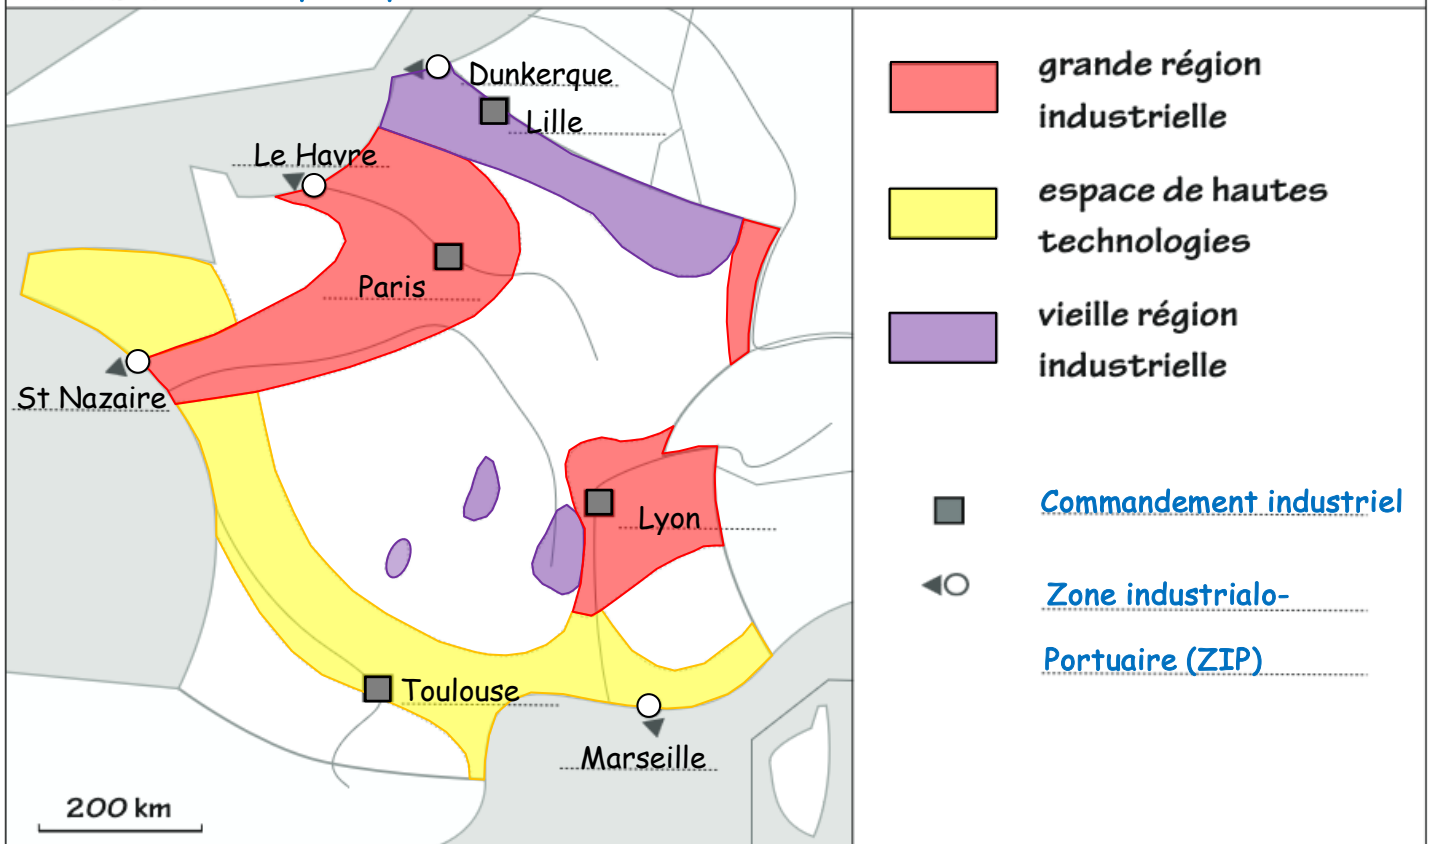 Dunkerque
Lille
Le Havre
Paris
St Nazaire
Lyon
Toulouse
Marseille
200 km
grande région
industrielle
espace de hautes
technologies
vieille région
industrielle
Commandement industriel
Zone industrialo-
Portuaire (ZIP)